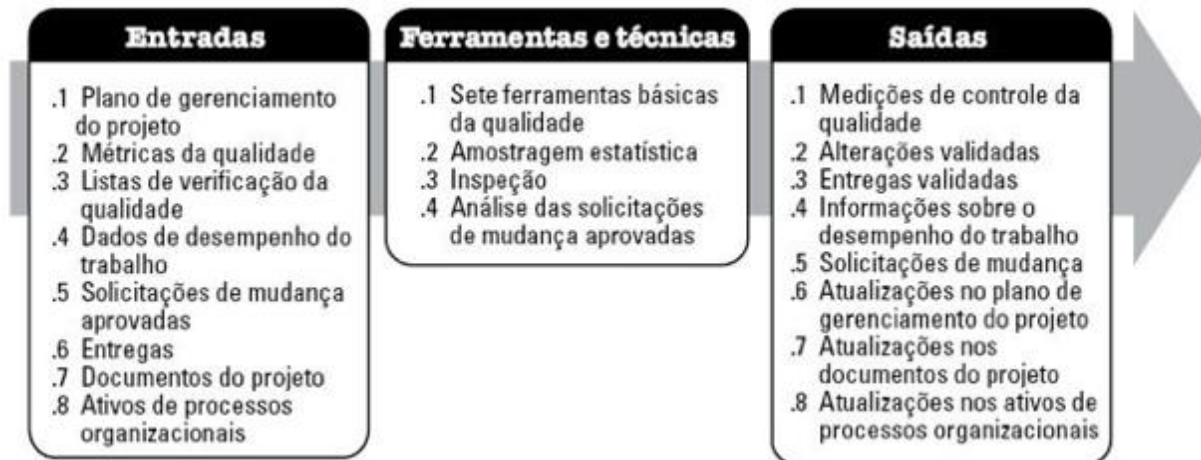 Entradas
.1 Plano de gerenciamento
do projeto
.2 Métricas da qualidade
.3 Listas de verificação da
qualidade
.4 Dados de desempenho do
trabalho
.5 Solicitações de mudança
aprovadas
.6 Entregas
.7 Documentos do projeto
.8 Ativos de processos
organizacionais
Ferramentas e técnicas
.1 Sete ferramentas básicas
da qualidade
.2 Amostragem estatística
.3 Inspeção
.4 Análise das solicitações
de mudança aprovadas
Saídas
.1 Medições de controle da
qualidade
.2 Alterações validadas
.3 Entregas validadas
.4 Informações sobre o
desempenho do trabalho
.5 Solicitações de mudança
.6 Atualizações no plano de
gerenciamento do projeto
.7 Atualizações nos
documentos do projeto
.8 Atualizações nos ativos de
processos organizacionais